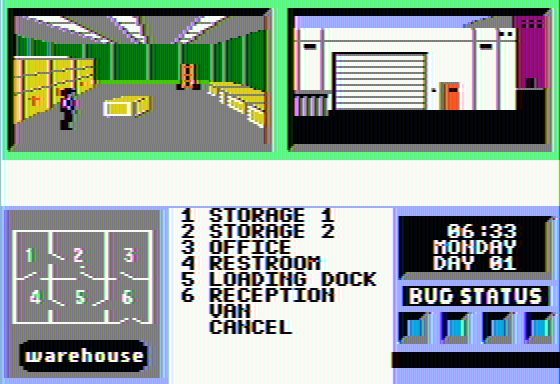 1 2 3
4 5 6
warehouse
1 STORAGE 1
2 STORAGE 2
3 OFFICE
4 RESTROOM
5 LOADING DOCK
6 RECEPTION
VAN
CANCEL
06:33
MONDAY
DAY 01
BUG STATUS